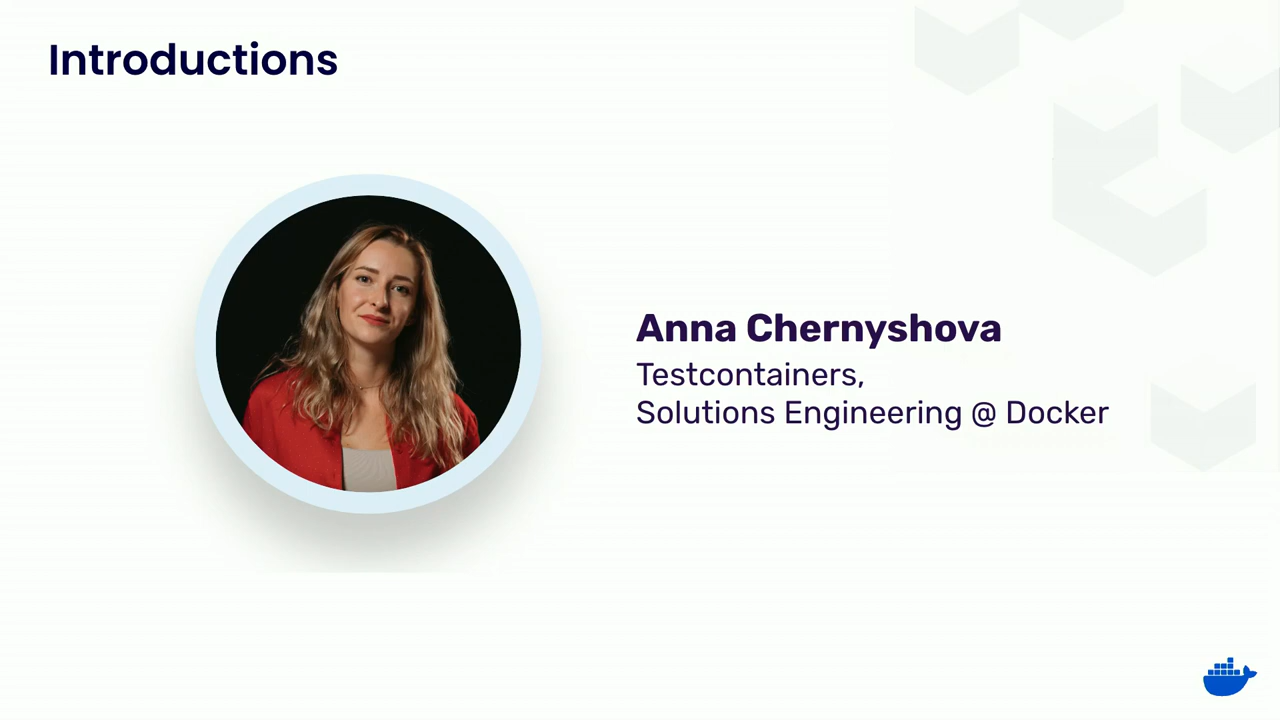 Introductions
Anna Chernyshova
Testcontainers,
Solutions Engineering @ Docker